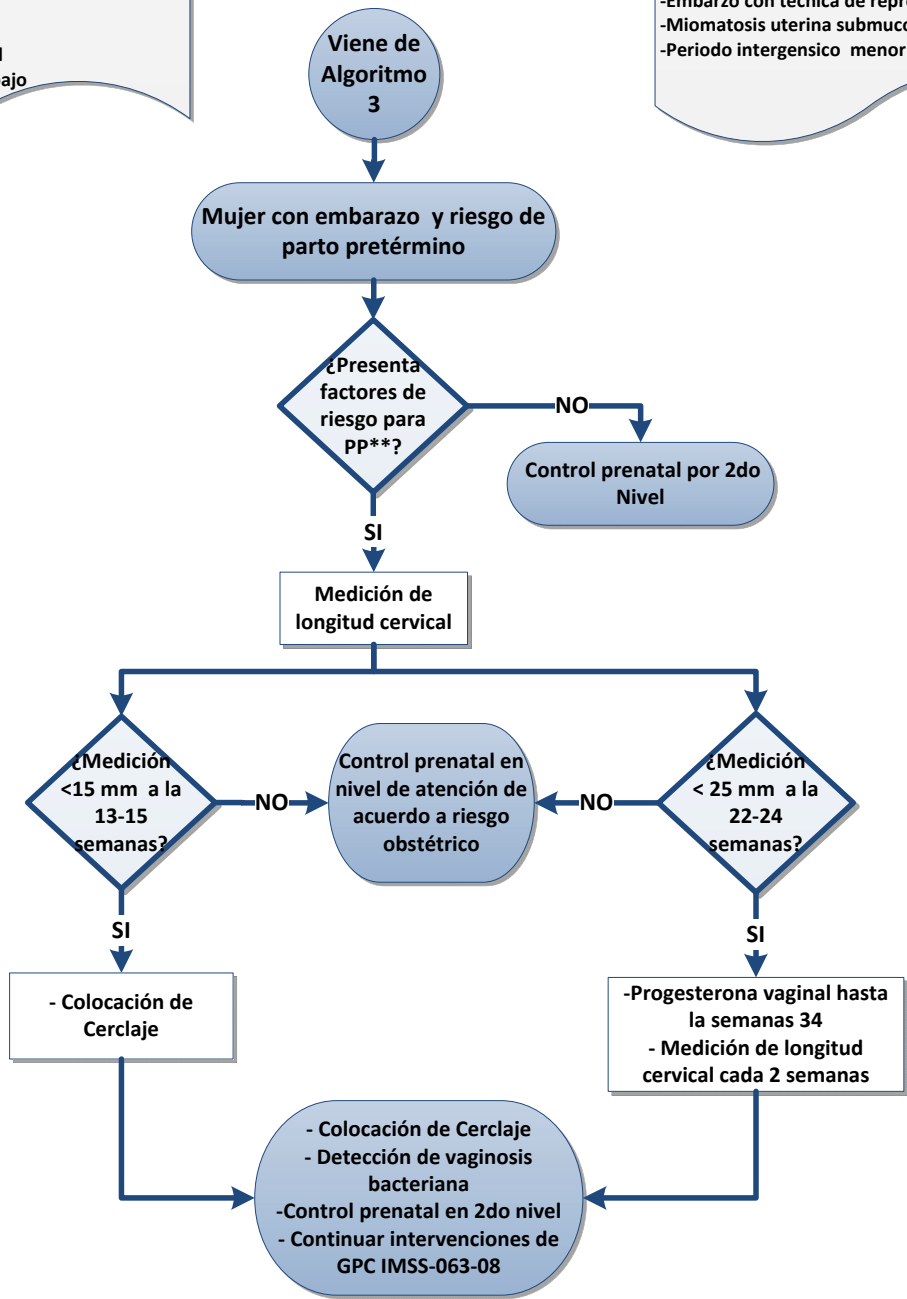 -Embarzo con técnica de repro
-Miomatosis uterina submuco
-Periodo intergensico menor
ajo
Viene de
Algoritmo
3
Mujer con embarazo y riesgo de
parto pretérmino
¿Presenta
factores de
riesgo para
PP**?
NO
Control prenatal por 2do
Nivel
SI
Medición de
longitud cervical
¿Medición
<15 mm a la
13-15
semanas?
NO
Control prenatal en
nivel de atención de
acuerdo a riesgo
obstétrico
NO
¿Medición
< 25 mm a la
22-24
semanas?
SI
SI
- Colocación de
Cerclaje
-Progesterona vaginal hasta
la semanas 34
- Medición de longitud
cervical cada 2 semanas
- Colocación de Cerclaje
- Detección de vaginosis
bacteriana
-Control prenatal en 2do nivel
- Continuar intervenciones de
GPC IMSS-063-08